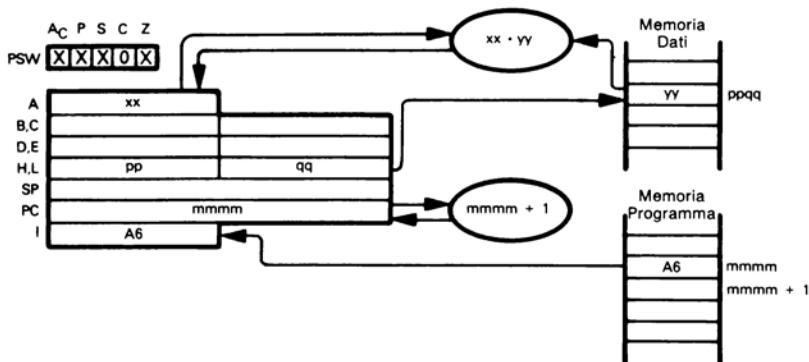 A_C P S C Z
PSW X X X 0 X
xx · yy
Memoria
Dati
yy ppqq
A xx
B,C
D,E
H,L pp qq
SP
PC mmmm
mmmm + 1
I A6
Memoria
Programma
A6 mmmm
mmmm + 1